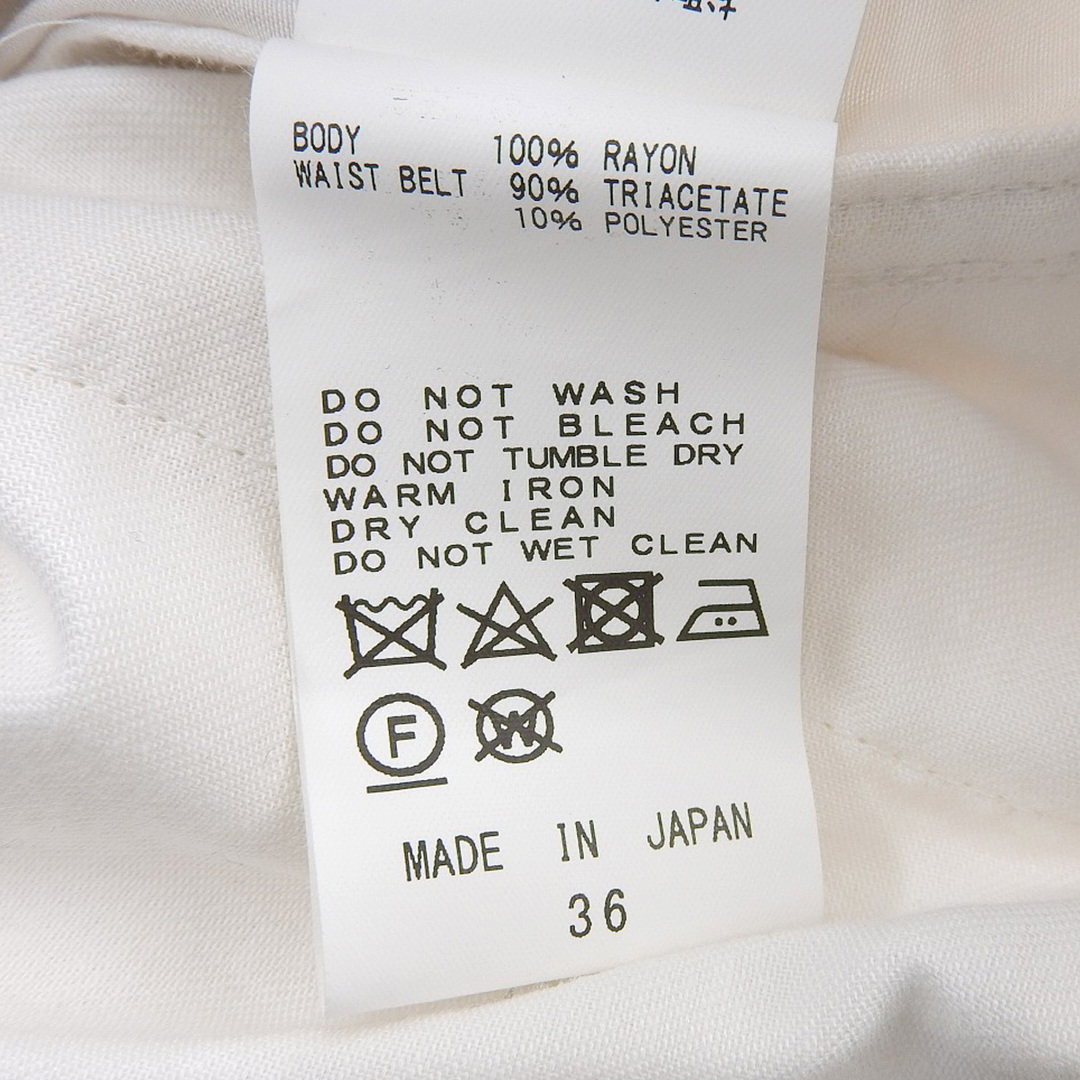 BODY 100% RAYON
WAIST BELT 90% TRIACETATE
10% POLYESTER
DO NOT WASH
DO NOT BLEACH
DO NOT TUMBLE DRY
WARM IRON
DRY CLEAN
DO NOT WET CLEAN
F W
MADE IN JAPAN
36